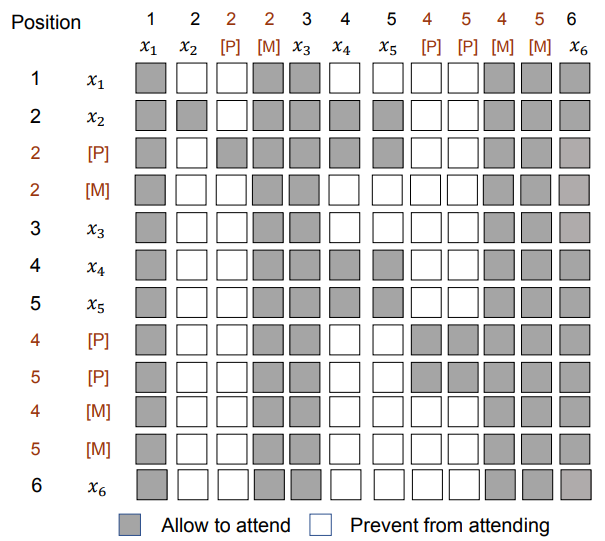 Position 1 2 2 2 3 4 5 4 5 4 5 6
x₁ x₂ [P] [M] x₃ x₄ x₅ [P] [P] [M] [M] x₆
1 x₁
2 x₂
2 [P]
2 [M]
3 x₃
4 x₄
5 x₅
4 [P]
5 [P]
4 [M]
5 [M]
6 x₆
Allow to attend Prevent from attending